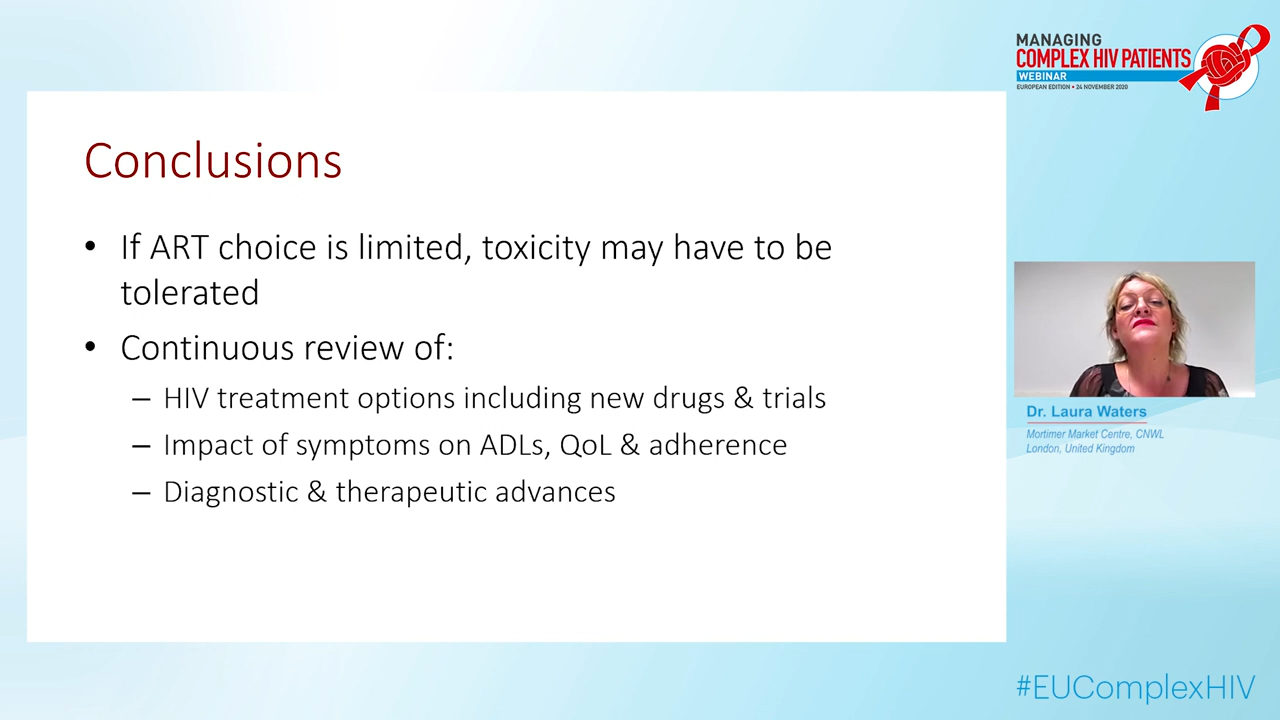 MANAGING
COMPLEX HIV PATIENTS
WEBINAR
EUROPEAN EDITION • 24 NOVEMBER 2020
Conclusions
• If ART choice is limited, toxicity may have to be
tolerated
• Continuous review of:
– HIV treatment options including new drugs & trials
– Impact of symptoms on ADLs, QoL & adherence
– Diagnostic & therapeutic advances
Dr. Laura Waters
Mortimer Market Centre, CNWL
London, United Kingdom
#EUComplexHIV